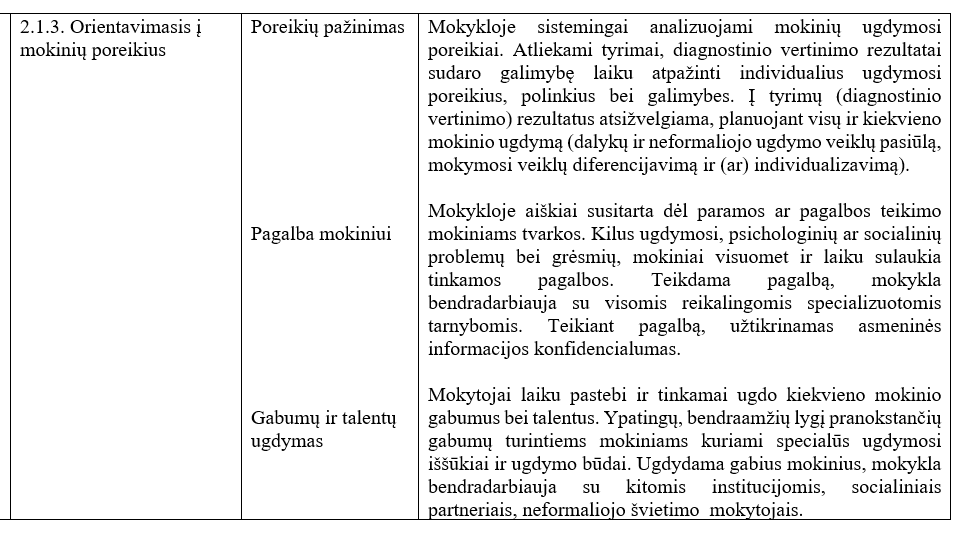 2.1.3. Orientavimasis į
mokinių poreikius
Poreikių pažinimas
Mokykloje sistemingai analizuojami mokinių ugdymosi
poreikiai. Atliekami tyrimai, diagnostinio vertinimo rezultatai
sudaro galimybę laiku atpažinti individualius ugdymosi
poreikius, polinkius bei galimybes. Į tyrimų (diagnostinio
vertinimo) rezultatus atsižvelgiama, planuojant visų ir kiekvieno
mokinio ugdymą (dalykų ir neformaliojo ugdymo veiklų pasiūlą,
mokymosi veiklų diferencijavimą ir (ar) individualizavimą).
Pagalba mokiniui
Mokykloje aiškiai susitarta dėl paramos ar pagalbos teikimo
mokiniams tvarkos. Kilus ugdymosi, psichologinių ar socialinių
problemų bei grėsmių, mokiniai visuomet ir laiku sulaukia
tinkamos pagalbos. Teikdama pagalbą, mokykla
bendradarbiauja su visomis reikalingomis specializuotomis
tarnybomis. Teikiant pagalbą, užtikrinamas asmeninės
informacijos konfidencialumas.
Gabumų ir talentų
ugdymas
Mokytojai laiku pastebi ir tinkamai ugdo kiekvieno mokinio
gabumus bei talentus. Ypatingų, bendraamžių lygį pranokstančių
gabumų turintiems mokiniams kuriami specialūs ugdymosi
iššūkiai ir ugdymo būdai. Ugdydama gabius mokinius, mokykla
bendradarbiauja su kitomis institucijomis, socialiniais
partneriais, neformaliojo švietimo mokytojais.